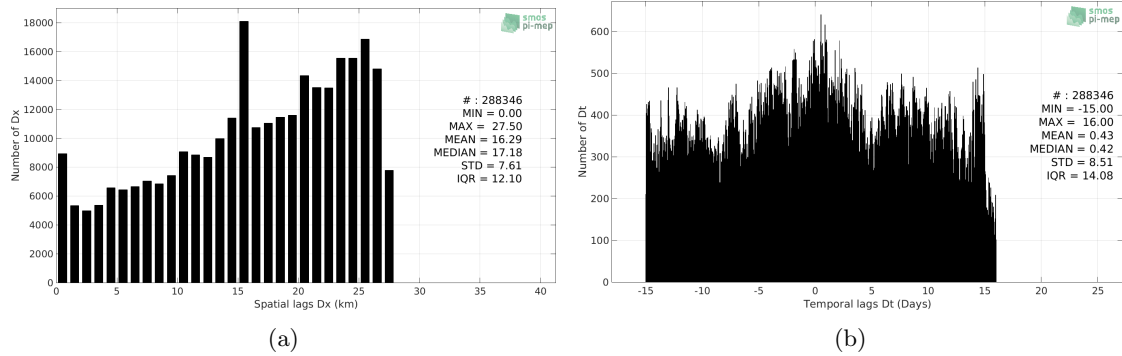 18000
16000
14000
12000
10000
8000
6000
4000
2000
0
Number of Dx
0 5 10 15 20 25 30 35 40
Spatial lags Dx (km)
smos
pi-mep
# : 288346
MIN = 0.00
MAX = 27.50
MEAN = 16.29
MEDIAN = 17.18
STD = 7.61
IQR = 12.10
(a)
600
500
400
300
200
100
0
Number of Dt
-15 -10 -5 0 5 10 15 20 25
Temporal lags Dt (Days)
smos
pi-mep
# : 288346
MIN = -15.00
MAX = 16.00
MEAN = 0.43
MEDIAN = 0.42
STD = 8.51
IQR = 14.08
(b)